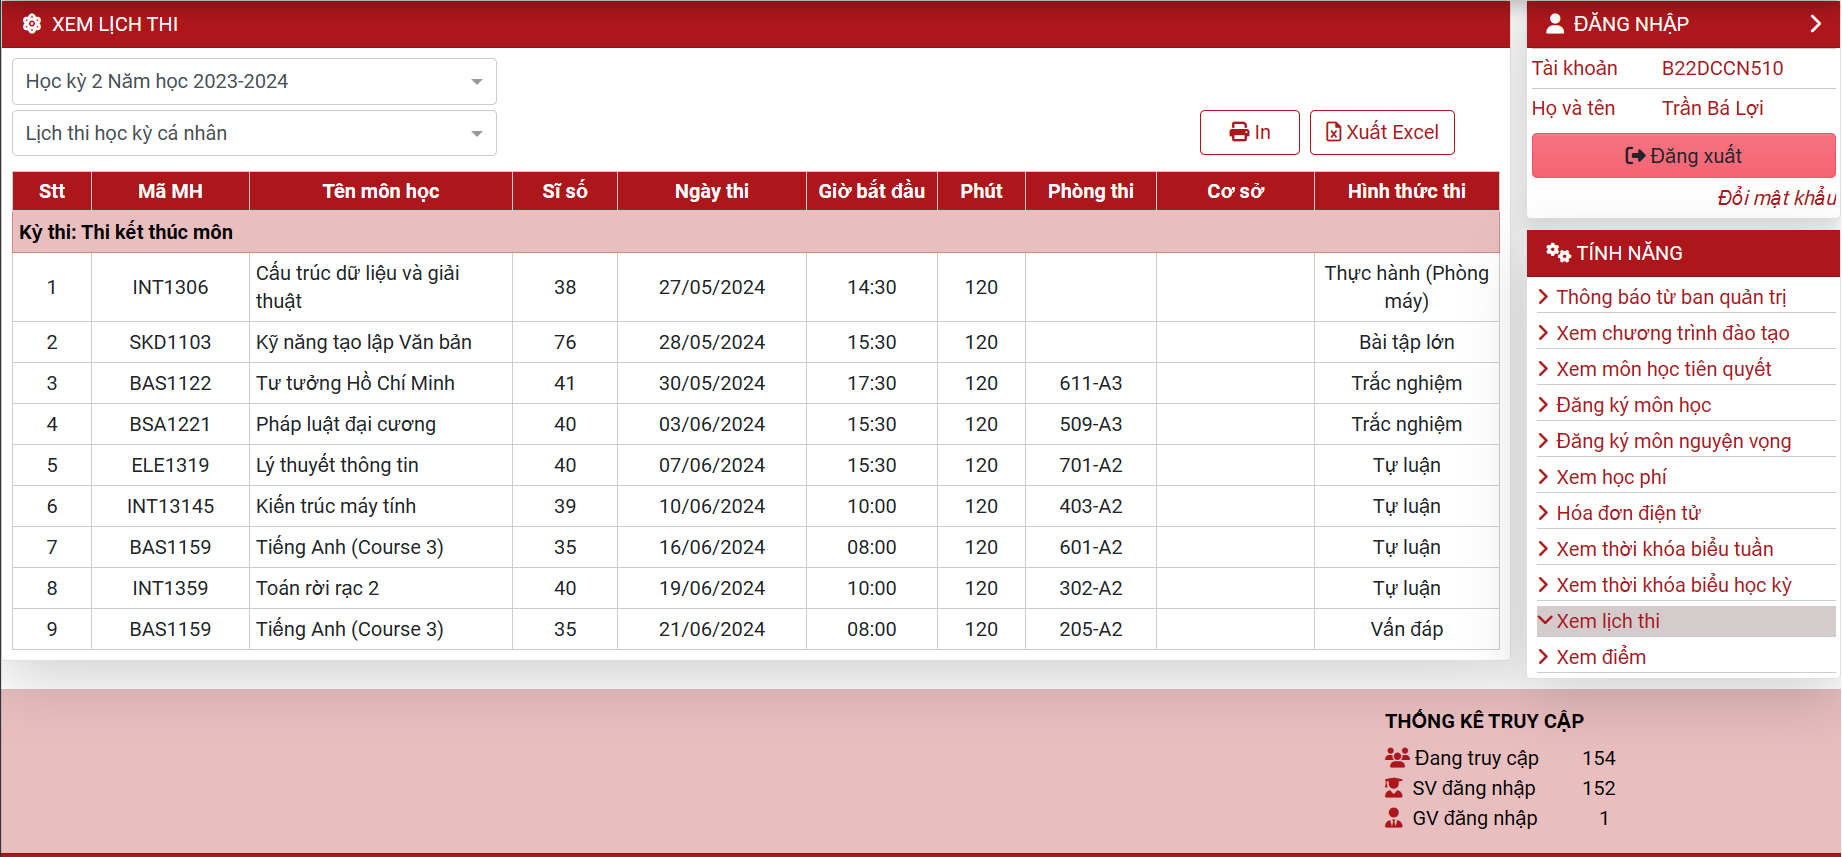 XEM LỊCH THI
Học kỳ 2 Năm học 2023-2024
Lịch thi học kỳ cá nhân
In
Xuất Excel
Stt Mã MH Tên môn học Sĩ số Ngày thi Giờ bắt đầu Phút Phòng thi Cơ sở Hình thức thi
Kỳ thi: Thi kết thúc môn
1 INT1306 Cấu trúc dữ liệu và giải thuật 38 27/05/2024 14:30 120 Thực hành (Phòng máy)
2 SKD1103 Kỹ năng tạo lập Văn bản 76 28/05/2024 15:30 120 Bài tập lớn
3 BAS1122 Tư tưởng Hồ Chí Minh 41 30/05/2024 17:30 120 611-A3 Trắc nghiệm
4 BSA1221 Pháp luật đại cương 40 03/06/2024 15:30 120 509-A3 Trắc nghiệm
5 ELE1319 Lý thuyết thông tin 40 07/06/2024 15:30 120 701-A2 Tự luận
6 INT13145 Kiến trúc máy tính 39 10/06/2024 10:00 120 403-A2 Tự luận
7 BAS1159 Tiếng Anh (Course 3) 35 16/06/2024 08:00 120 601-A2 Tự luận
8 INT1359 Toán rời rạc 2 40 19/06/2024 10:00 120 302-A2 Tự luận
9 BAS1159 Tiếng Anh (Course 3) 35 21/06/2024 08:00 120 205-A2 Vấn đáp
ĐĂNG NHẬP
Tài khoản B22DCCN510
Họ và tên Trần Bá Lợi
Đăng xuất
Đổi mật khẩu
TÍNH NĂNG
Thông báo từ ban quản trị
Xem chương trình đào tạo
Xem môn học tiên quyết
Đăng ký môn học
Đăng ký môn nguyện vọng
Xem học phí
Hóa đơn điện tử
Xem thời khóa biểu tuần
Xem thời khóa biểu học kỳ
Xem lịch thi
Xem điểm
THỐNG KÊ TRUY CẬP
Đang truy cập 154
SV đăng nhập 152
GV đăng nhập 1